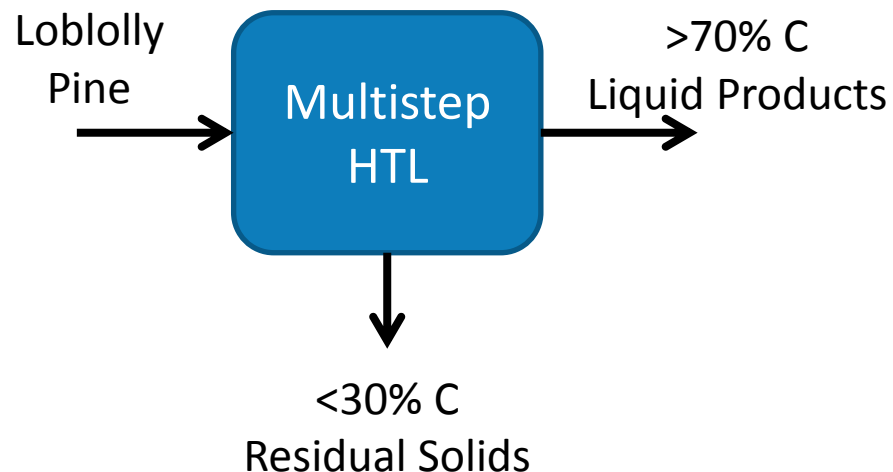 Loblolly
Pine
Multistep
HTL
>70% C
Liquid Products
<30% C
Residual Solids